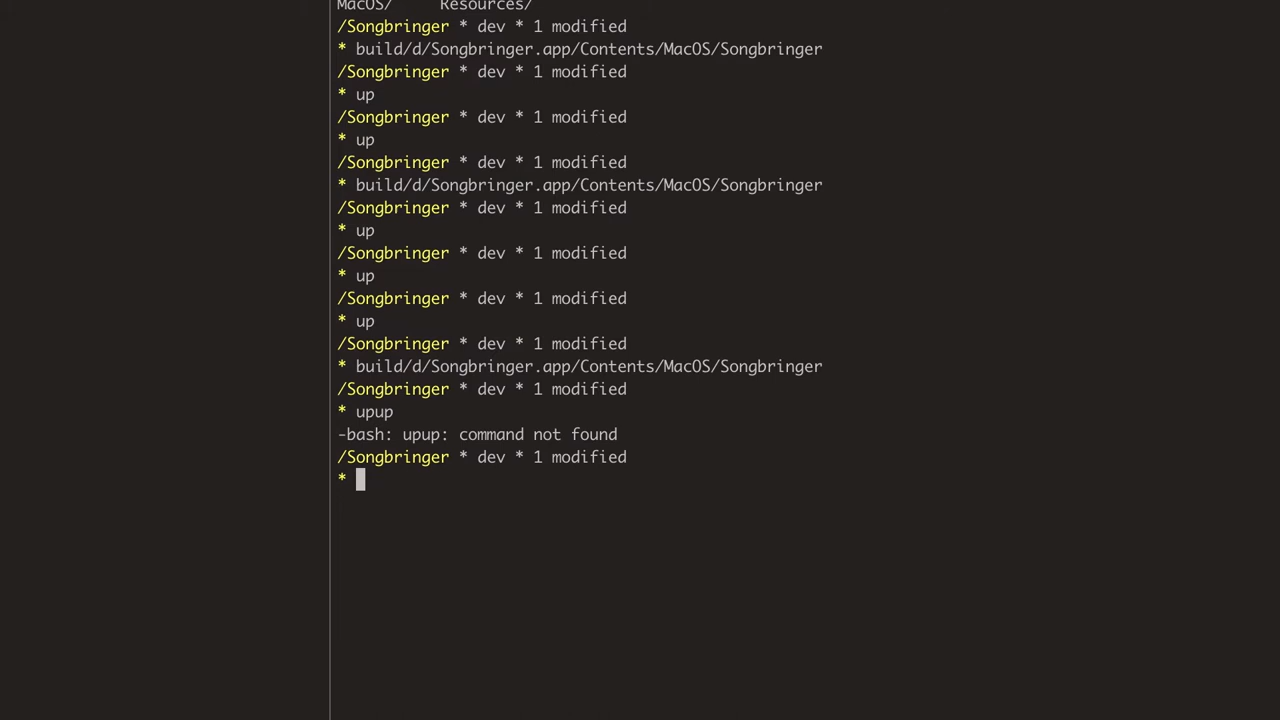 MacOS/ Resources/
/Songbringer * dev * 1 modified
* build/d/Songbringer.app/Contents/MacOS/Songbringer
/Songbringer * dev * 1 modified
* up
/Songbringer * dev * 1 modified
* up
/Songbringer * dev * 1 modified
* build/d/Songbringer.app/Contents/MacOS/Songbringer
/Songbringer * dev * 1 modified
* up
/Songbringer * dev * 1 modified
* up
/Songbringer * dev * 1 modified
* up
/Songbringer * dev * 1 modified
* build/d/Songbringer.app/Contents/MacOS/Songbringer
/Songbringer * dev * 1 modified
* upup
-bash: upup: command not found
/Songbringer * dev * 1 modified
*